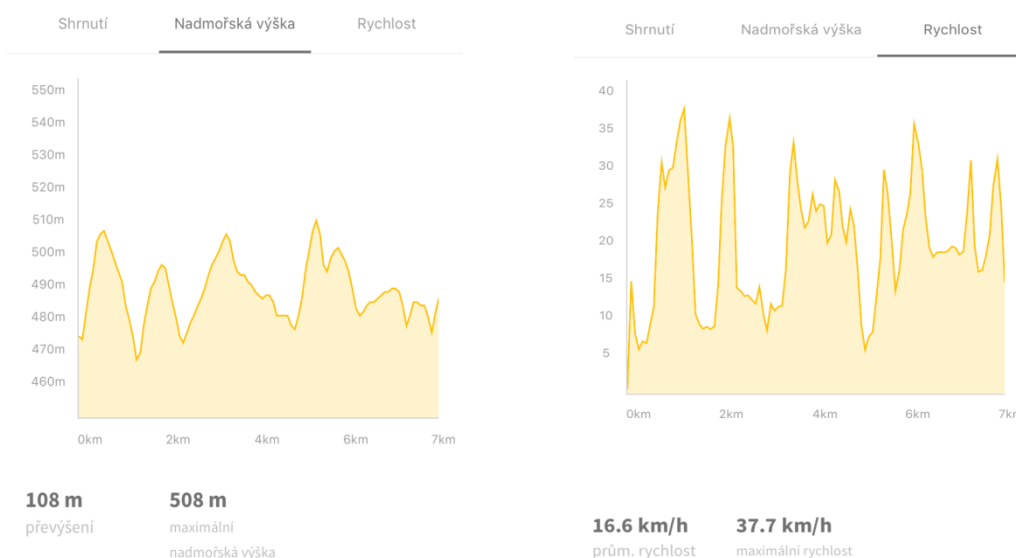 Shrnutí Nadmořská výška Rychlost
550m
540m
530m
520m
510m
500m
490m
480m
470m
460m
0km 2km 4km 6km 7km
108 m 508 m
převýšení maximální
nadmořská výška
Shrnutí Nadmořská výška Rychlost
40
35
30
25
20
15
10
5
0km 2km 4km 6km 7k
16.6 km/h 37.7 km/h
prům. rychlost maximální rychlost